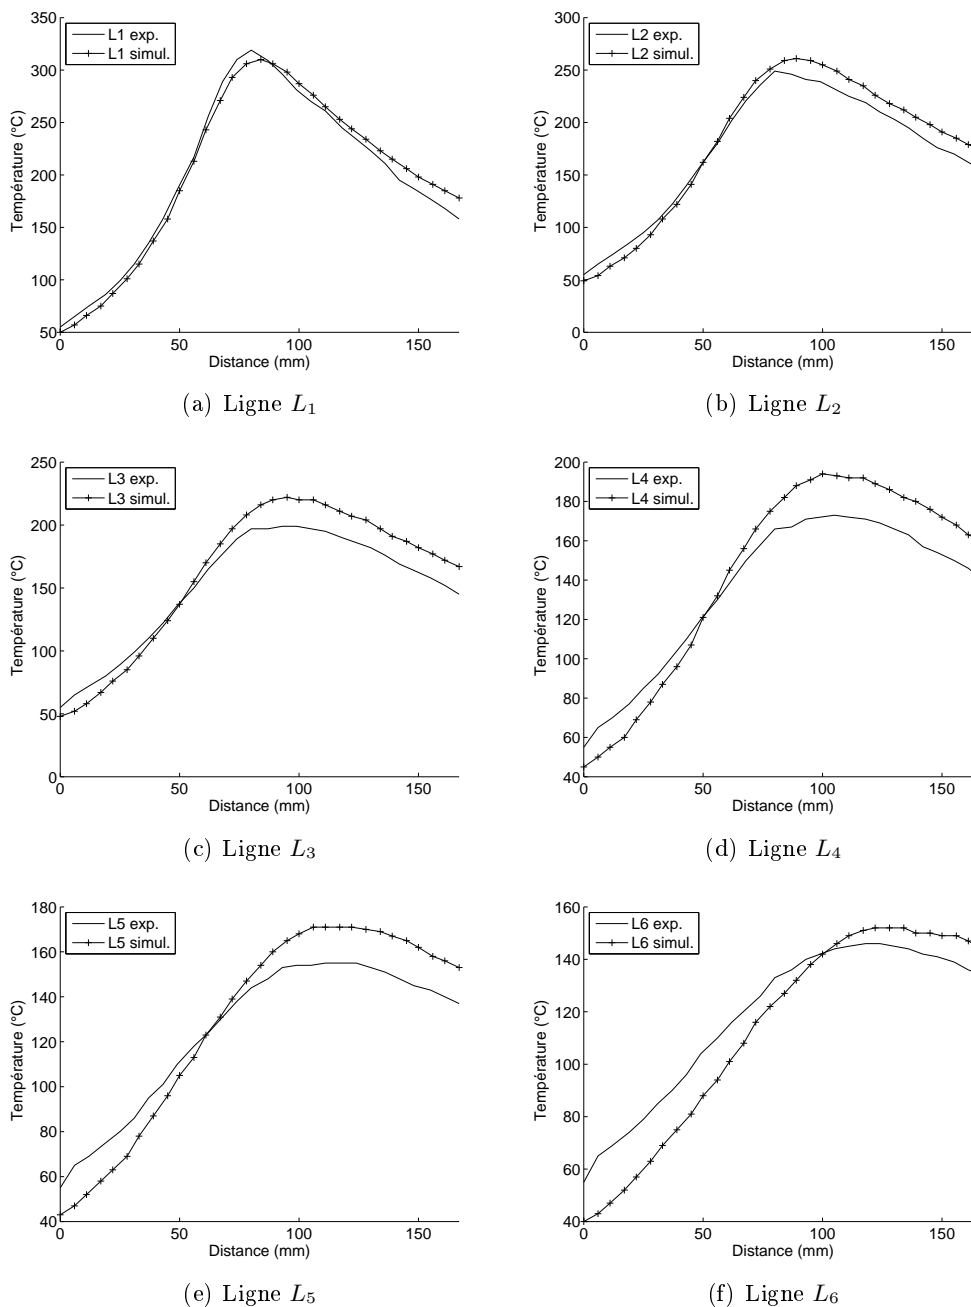 350
300
250
200
150
100
50
0
50
100
150
Température (°C)
Distance (mm)
L1 exp.
L1 simul.
(a) Ligne L1
300
250
200
150
100
50
0
0
50
100
150
Température (°C)
Distance (mm)
L2 exp.
L2 simul.
(b) Ligne L2
250
200
150
100
50
0
0
50
100
150
Température (°C)
Distance (mm)
L3 exp.
L3 simul.
(c) Ligne L3
200
180
160
140
120
100
80
60
40
0
50
100
150
Température (°C)
Distance (mm)
L4 exp.
L4 simul.
(d) Ligne L4
180
160
140
120
100
80
60
40
0
50
100
150
Température (°C)
Distance (mm)
L5 exp.
L5 simul.
(e) Ligne L5
160
140
120
100
80
60
40
0
50
100
150
Température (°C)
Distance (mm)
L6 exp.
L6 simul.
(f) Ligne L6